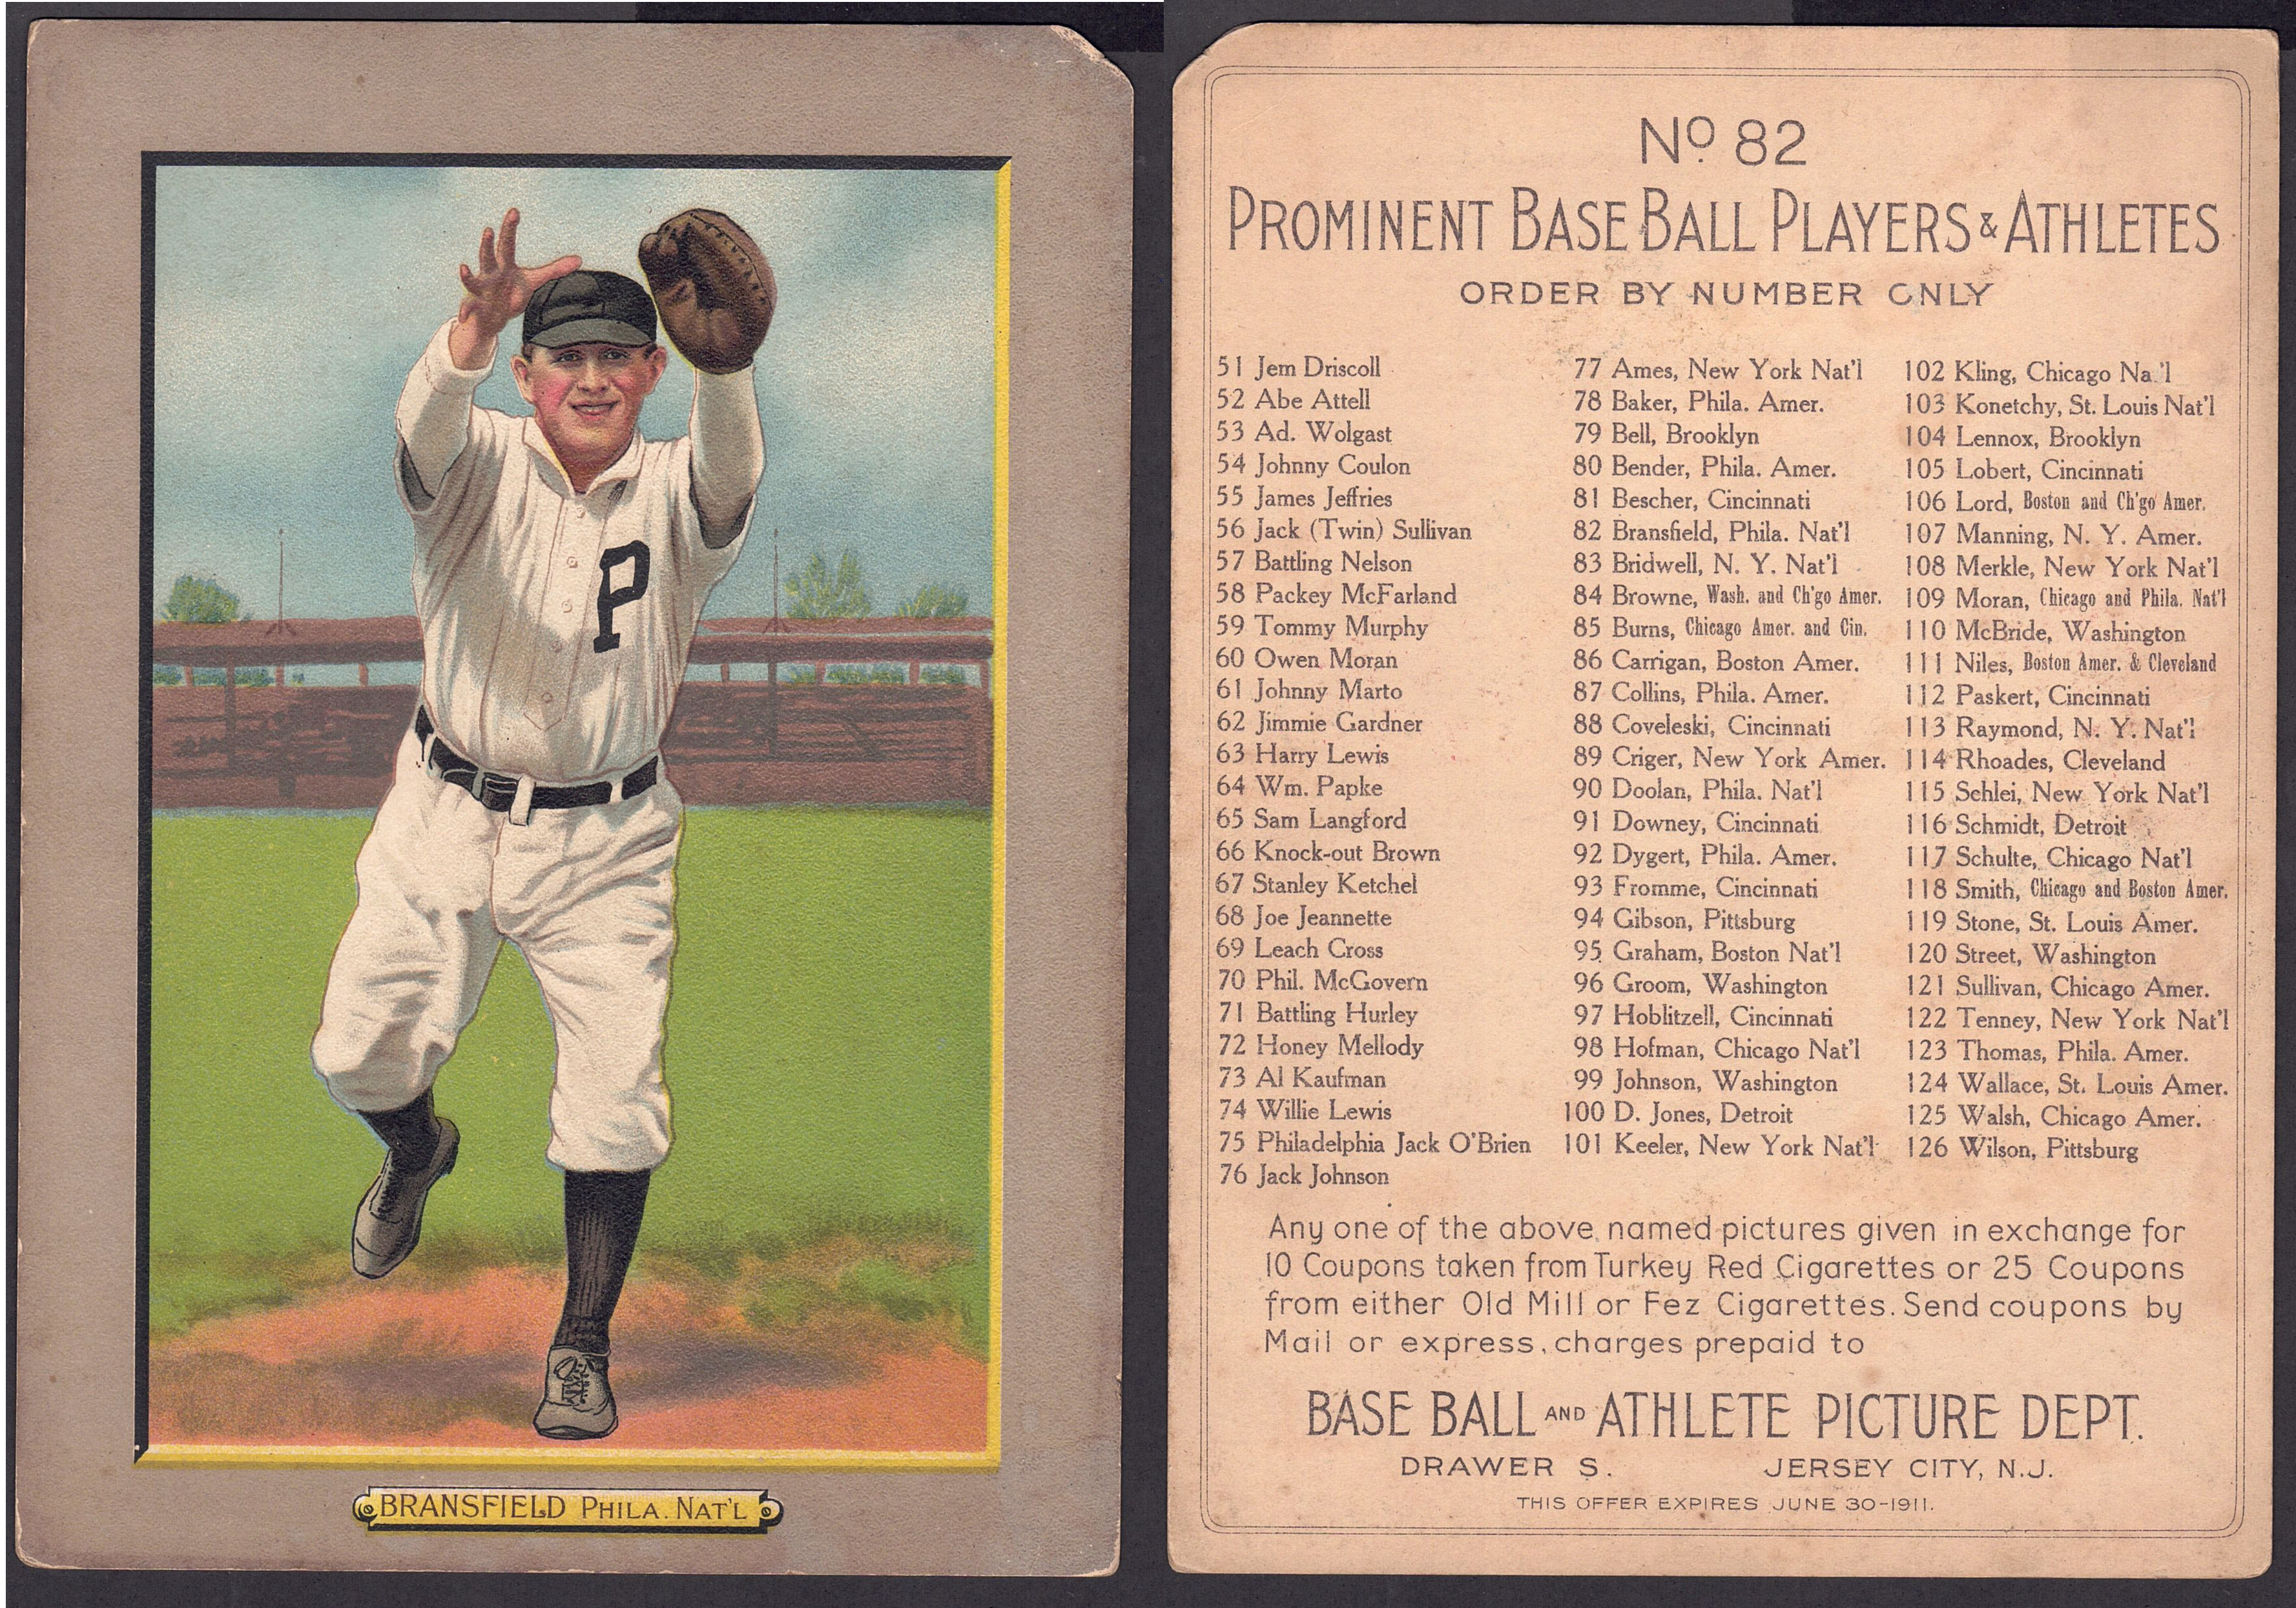 P
BRANSFIELD PHILA. NAT'L
No. 82
PROMINENT BASE BALL PLAYERS & ATHLETES
ORDER BY NUMBER ONLY
51 Jem Driscoll
52 Abe Attell
53 Ad. Wolgast
54 Johnny Coulon
55 James Jeffries
56 Jack (Twin) Sullivan
57 Battling Nelson
58 Packey McFarland
59 Tommy Murphy
60 Owen Moran
61 Johnny Marto
62 Jimmie Gardner
63 Harry Lewis
64 Wm. Papke
65 Sam Langford
66 Knock-out Brown
67 Stanley Ketchel
68 Joe Jeannette
69 Leach Cross
70 Phil. McGovern
71 Battling Hurley
72 Honey Mellody
73 Al Kaufman
74 Willie Lewis
75 Philadelphia Jack O'Brien
76 Jack Johnson
77 Ames, New York Nat'l
78 Baker, Phila. Amer.
79 Bell, Brooklyn
80 Bender, Phila. Amer.
81 Bescher, Cincinnati
82 Bransfield, Phila. Nat'l
83 Bridwell, N. Y. Nat'l
84 Browne, Wash. and Ch'go Amer.
85 Burns, Chicago Amer. and Cin.
86 Carrigan, Boston Amer.
87 Collins, Phila. Amer.
88 Coveleski, Cincinnati
89 Criger, New York Amer.
90 Doolan, Phila. Nat'l
91 Downey, Cincinnati
92 Dygert, Phila. Amer.
93 Fromme, Cincinnati
94 Gibson, Pittsburg
95 Graham, Boston Nat'l
96 Groom, Washington
97 Hoblitzell, Cincinnati
98 Hofman, Chicago Nat'l
99 Johnson, Washington
100 D. Jones, Detroit
101 Keeler, New York Nat'l
102 Kling, Chicago Na.'l
103 Konetchy, St. Louis Nat'l
104 Lennox, Brooklyn
105 Lobert, Cincinnati
106 Lord, Boston and Ch'go Amer.
107 Manning, N. Y. Amer.
108 Merkle, New York Nat'l
109 Moran, Chicago and Phila. Nat'l
110 McBride, Washington
111 Niles, Boston Amer. & Cleveland
112 Paskert, Cincinnati
113 Raymond, N. Y. Nat'l
114 Rhoades, Cleveland
115 Schlei, New York Nat'l
116 Schmidt, Detroit
117 Schulte, Chicago Nat'l
118 Smith, Chicago and Boston Amer.
119 Stone, St. Louis Amer.
120 Street, Washington
121 Sullivan, Chicago Amer.
122 Tenney, New York Nat'l
123 Thomas, Phila. Amer.
124 Wallace, St. Louis Amer.
125 Walsh, Chicago Amer.
126 Wilson, Pittsburg
Any one of the above named pictures given in exchange for
10 Coupons taken from Turkey Red Cigarettes or 25 Coupons
from either Old Mill or Fez Cigarettes. Send coupons by
Mail or express, charges prepaid to
BASE BALL AND ATHLETE PICTURE DEPT.
DRAWER S. JERSEY CITY, N.J.
THIS OFFER EXPIRES JUNE 30-1911.